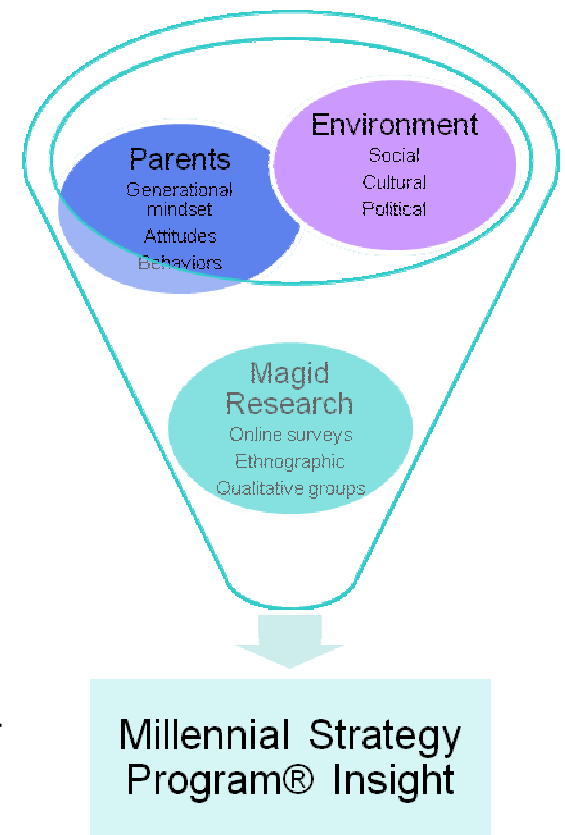 Environment
Social
Cultural
Political
Parents
Generational
mindset
Attitudes
Behaviors
Magid
Research
Online surveys
Ethnographic
Qualitative groups
Millennial Strategy
Program® Insight